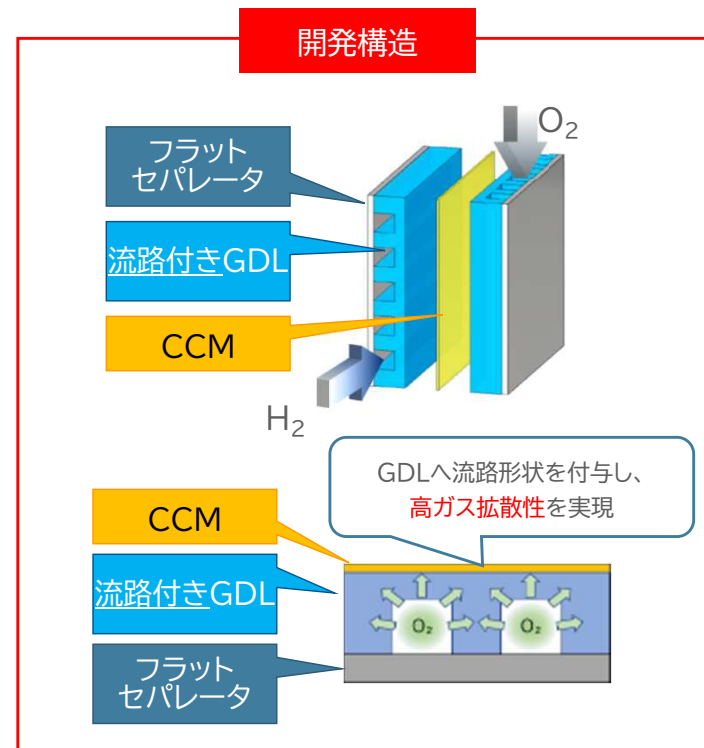 開発構造
O₂
フラット
セパレータ
流路付きGDL
CCM
H₂
GDLへ流路形状を付与し、
高ガス拡散性を実現
CCM
流路付きGDL
O₂ O₂
フラット
セパレータ